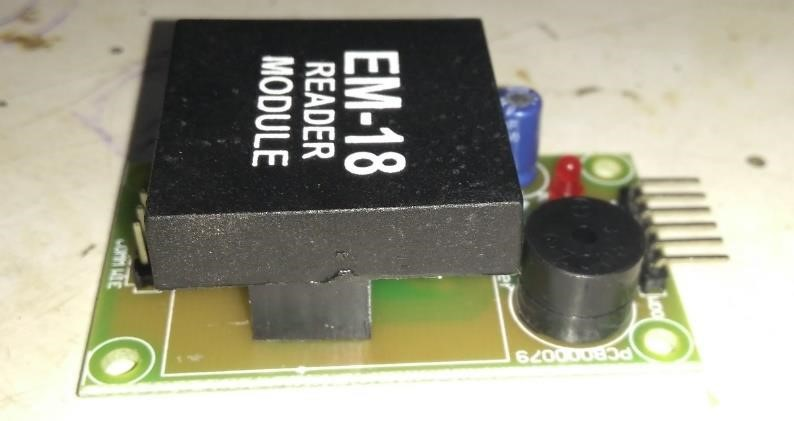 EM-18
READER
MODULE
PCB000079